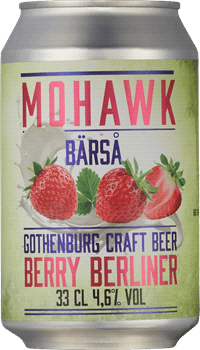 MOHAWK
BÄRSÅ
GOTHENBURG CRAFT BEER
BERRY BERLINER
33 CL 4,6% VOL